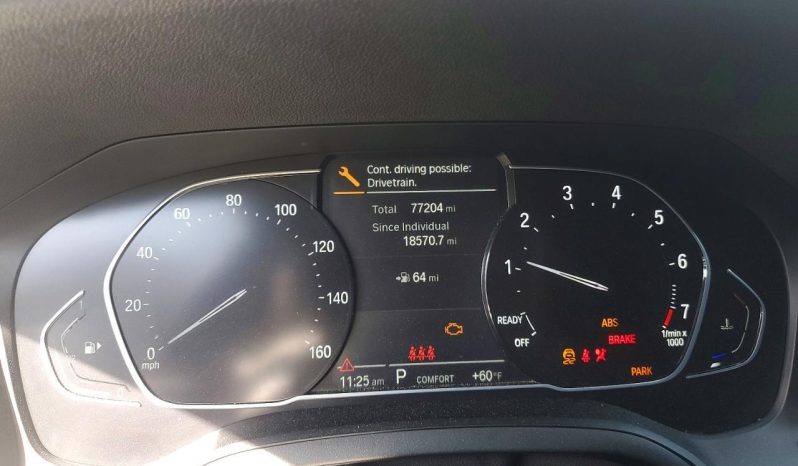 Cont. driving possible:
Drivetrain.
Total 77204 mi
Since Individual
18570.7 mi
64 mi
0
20
40
60
80
100
120
140
160
mph
1
2
3
4
5
6
7
1/min x
1000
READY
OFF
ABS
BRAKE
PARK
11:25 am P COMFORT +60°F